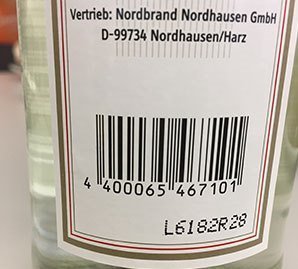 Vertrieb: Nordbrand Nordhausen GmbH
D-99734 Nordhausen/Harz
4 400065 467101
L6182R28